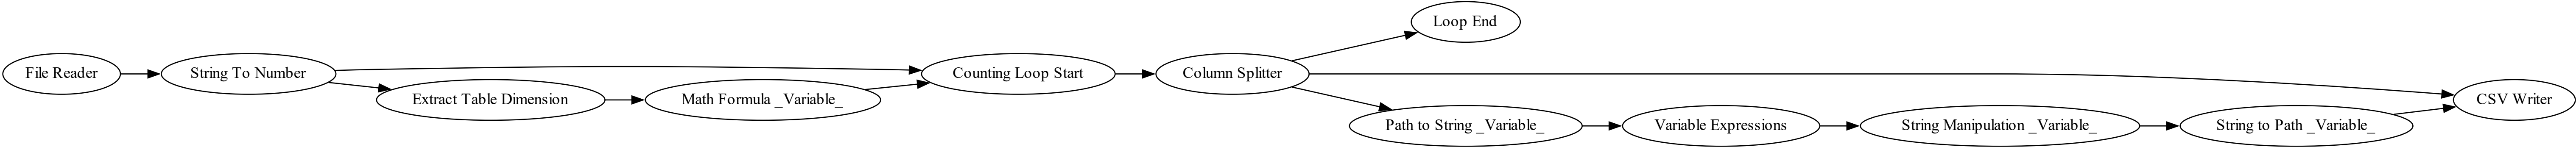 File Reader
String To Number
Extract Table Dimension
Math Formula _Variable_
Counting Loop Start
Column Splitter
Loop End
Path to String _Variable_
Variable Expressions
String Manipulation _Variable_
String to Path _Variable_
CSV Writer